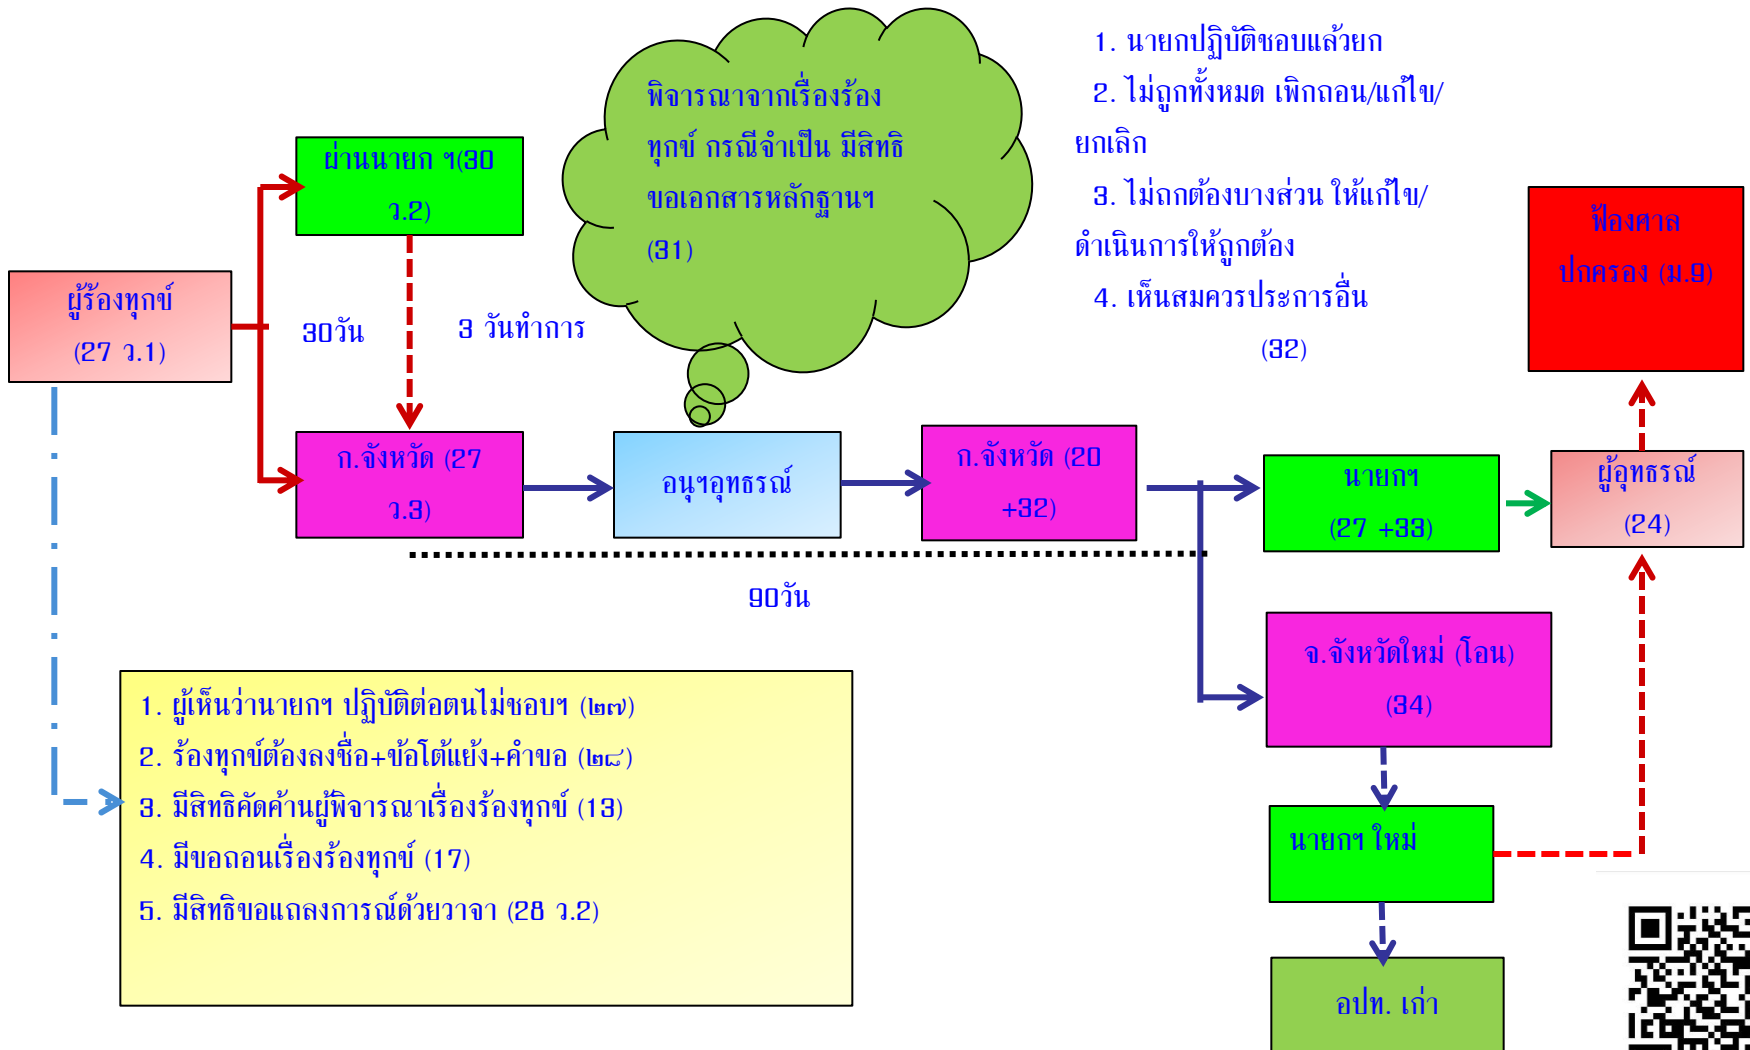 พิจารณาจากเรื่องร้อง
ทุกข์ กรณีจำเป็น มีสิทธิ
ขอเอกสารหลักฐานฯ
(31)
1. นายกปฏิบัติชอบแล้วยก
2. ไม่ถูกทั้งหมด เพิกถอน/แก้ไข/
ยกเลิก
3. ไม่ถกต้องบางส่วน ให้แก้ไข/
ดำเนินการให้ถูกต้อง
4. เห็นสมควรประการอื่น
(32)
ผ่านนายก ฯ(30
ว.2)
ฟ้องศาล
ปกครอง (ม.9)
ผู้ร้องทุกข์
(27 ว.1)
30วัน
3 วันทำการ
ก.จังหวัด (27
ว.3)
อนุฯอุทธรณ์
ก.จังหวัด (20
+32)
นายกฯ
(27 +33)
ผู้อุทธรณ์
(24)
90วัน
จ.จังหวัดใหม่ (โอน)
(34)
1. ผู้เห็นว่านายกฯ ปฏิบัติต่อตนไม่ชอบฯ (๒๗)
2. ร้องทุกข์ต้องลงชื่อ+ข้อโต้แย้ง+คำขอ (๒๘)
3. มีสิทธิคัดค้านผู้พิจารณาเรื่องร้องทุกข์ (13)
4. มีขอถอนเรื่องร้องทุกข์ (17)
5. มีสิทธิขอแถลงการณ์ด้วยวาจา (28 ว.2)
นายกฯ ใหม่
อปท. เก่า